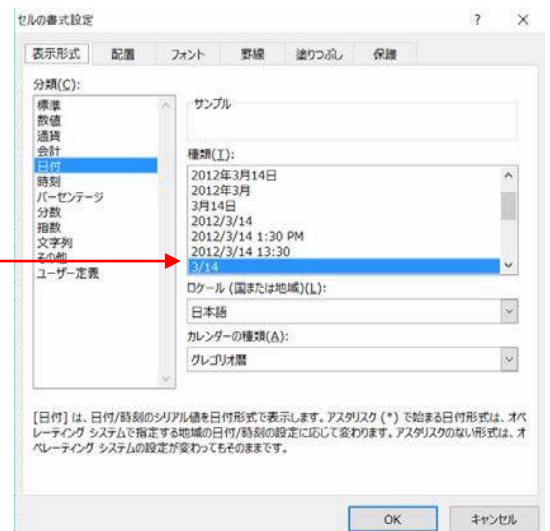 セルの書式設定 ? ×
表示形式 配置 フォント 罫線 塗りつぶし 保護
分類(C):
標準
数値
通貨
会計
日付
時刻
パーセンテージ
分数
指数
文字列
その他
ユーザー定義
サンプル
種類(T):
2012年3月14日
2012年3月
3月14日
2012/3/14
2012/3/14 1:30 PM
2012/3/14 13:30
3/14
ロケール (国または地域)(L):
日本語
カレンダーの種類(A):
グレゴリオ暦
[日付] は、日付/時刻のシリアル値を日付形式で表示します。アスタリスク (*) で始まる日付形式は、オペ
レーティング システムで指定する地域の日付/時刻の設定に応じて変わります。アスタリスクのない形式は、オ
ペレーティング システムの設定が変わってもそのままです。
OK キャンセル